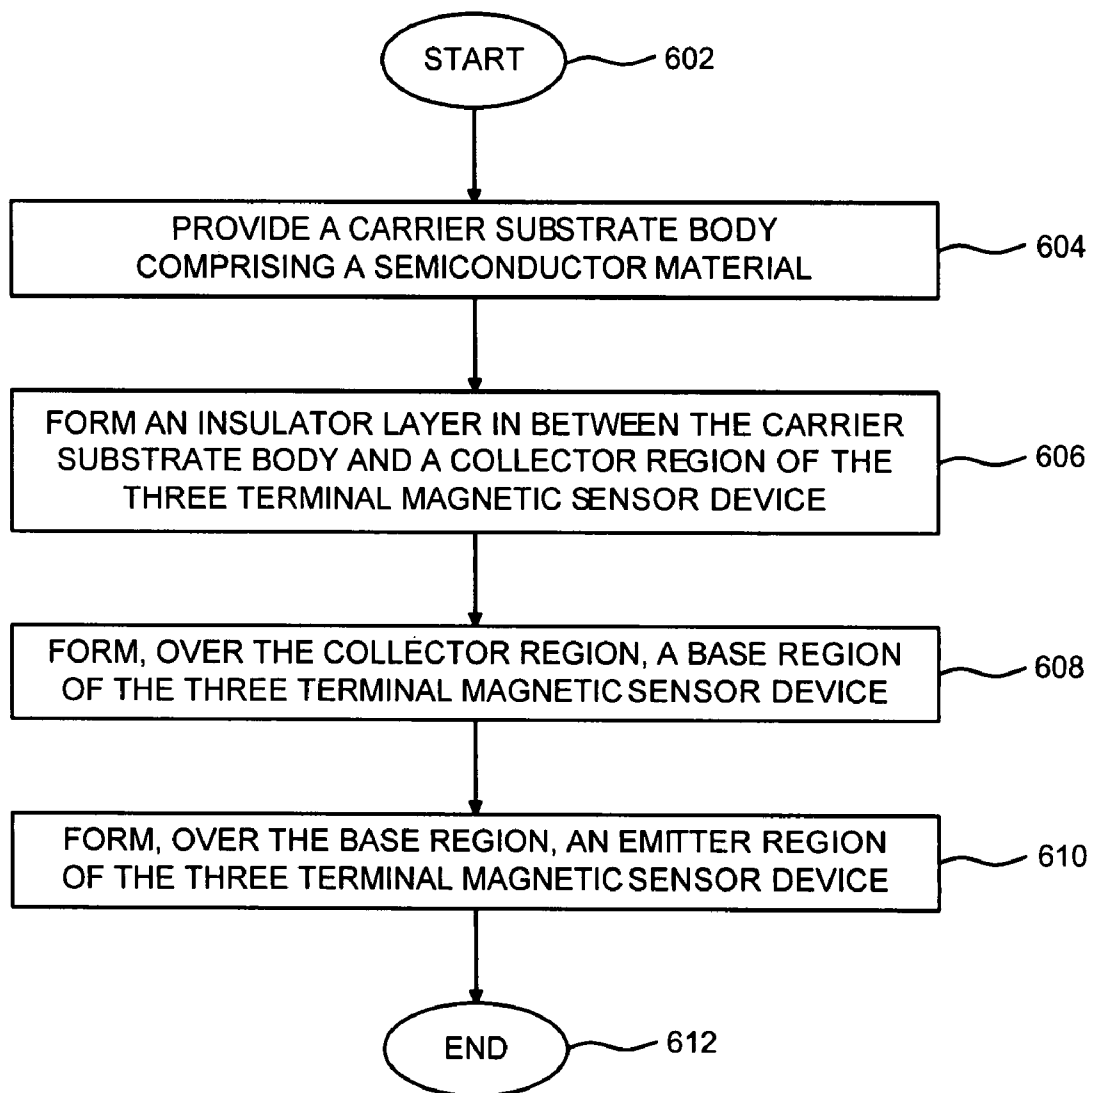 START
602
PROVIDE A CARRIER SUBSTRATE BODY
COMPRISING A SEMICONDUCTOR MATERIAL
604
FORM AN INSULATOR LAYER IN BETWEEN THE CARRIER
SUBSTRATE BODY AND A COLLECTOR REGION OF THE
THREE TERMINAL MAGNETIC SENSOR DEVICE
606
FORM, OVER THE COLLECTOR REGION, A BASE REGION
OF THE THREE TERMINAL MAGNETIC SENSOR DEVICE
608
FORM, OVER THE BASE REGION, AN EMITTER REGION
OF THE THREE TERMINAL MAGNETIC SENSOR DEVICE
610
END
612